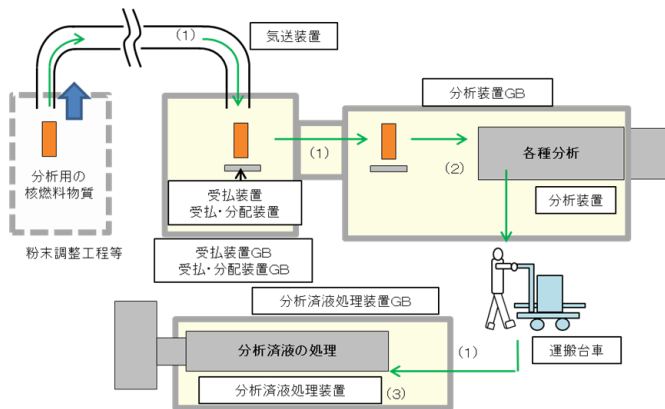 (1)
気送装置
分析装置GB
分析用の
核燃料物質
(1)
(2)
各種分析
受払装置
受払・分配装置
分析装置
粉末調整工程等
受払装置GB
受払・分配装置GB
分析済液処理装置GB
分析済液の処理
(1)
運搬台車
分析済液処理装置
(3)